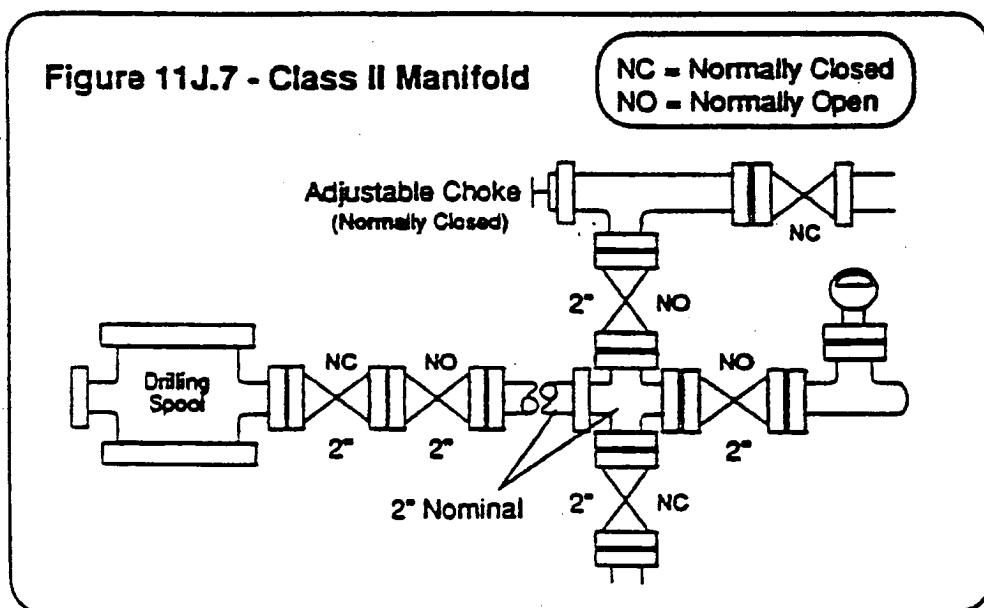 Figure 11J.7 - Class II Manifold
NC = Normally Closed
NO = Normally Open
Adjustable Choke
(Normally Closed)
NC
2"
NO
Drilling
Spool
NC
NO
NO
2"
2"
2"
2" Nominal
2"
NC